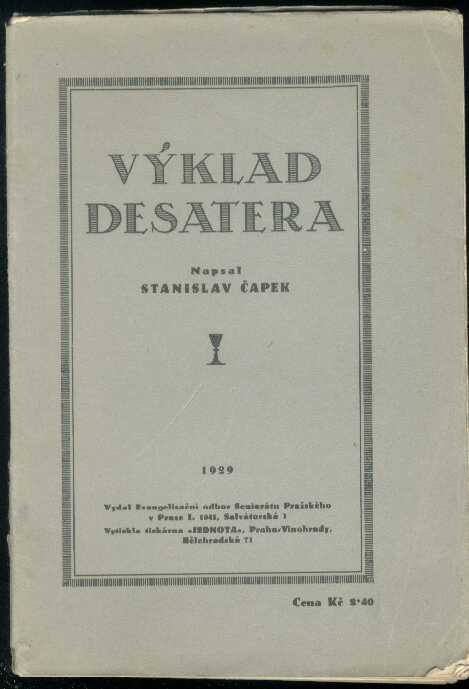 VÝKLAD
DESATERA
Napsal
STANISLAV ČAPEK
1929
Vydal Evangelisační odbor Seniorátu Pražského
v Praze I. 1041, Salvátorská 1
Vytiskla tiskárna »JEDNOTA«, Praha-Vinohrady,
Bělehradská 71
Cena Kč 2·40